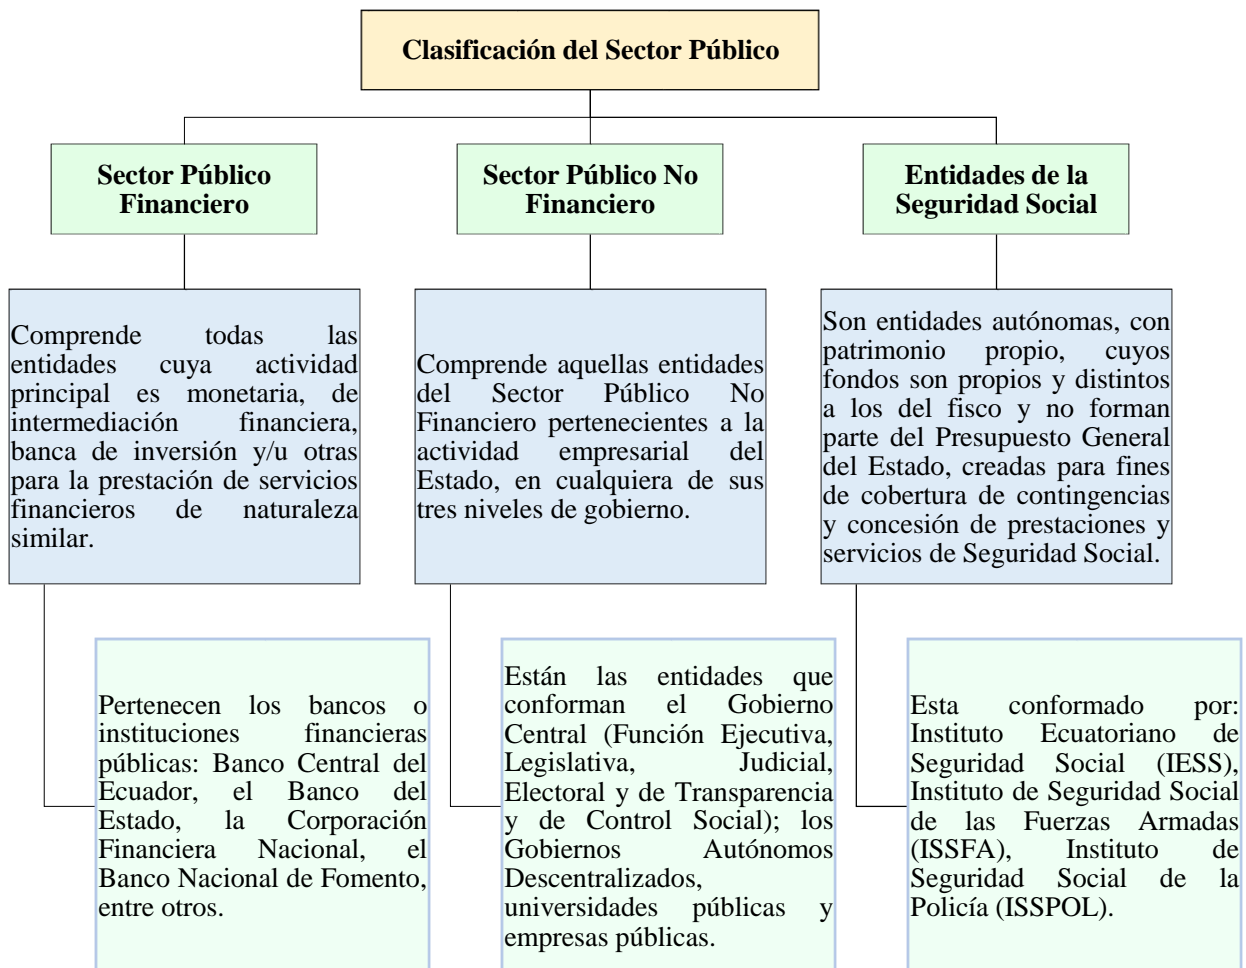 Clasificación del Sector Público
Sector Público
Financiero
Sector Público No
Financiero
Entidades de la
Seguridad Social
Comprende todas las
entidades cuya actividad
principal es monetaria, de
intermediación financiera,
banca de inversión y/u otras
para la prestación de servicios
financieros de naturaleza
similar.
Comprende aquellas entidades
del Sector Público No
Financiero pertenecientes a la
actividad empresarial del
Estado, en cualquiera de sus
tres niveles de gobierno.
Son entidades autónomas, con
patrimonio propio, cuyos
fondos son propios y distintos
a los del fisco y no forman
parte del Presupuesto General
del Estado, creadas para fines
de cobertura de contingencias
y concesión de prestaciones y
servicios de Seguridad Social.
Pertenecen los bancos o
instituciones financieras
públicas: Banco Central del
Ecuador, el Banco del
Estado, la Corporación
Financiera Nacional, el
Banco Nacional de Fomento,
entre otros.
Están las entidades que
conforman el Gobierno
Central (Función Ejecutiva,
Legislativa, Judicial,
Electoral y de Transparencia
y de Control Social); los
Gobiernos Autónomos
Descentralizados,
universidades públicas y
empresas públicas.
Esta conformado por:
Instituto Ecuatoriano de
Seguridad Social (IESS),
Instituto de Seguridad Social
de las Fuerzas Armadas
(ISSFA), Instituto de
Seguridad Social de la
Policía (ISSPOL).